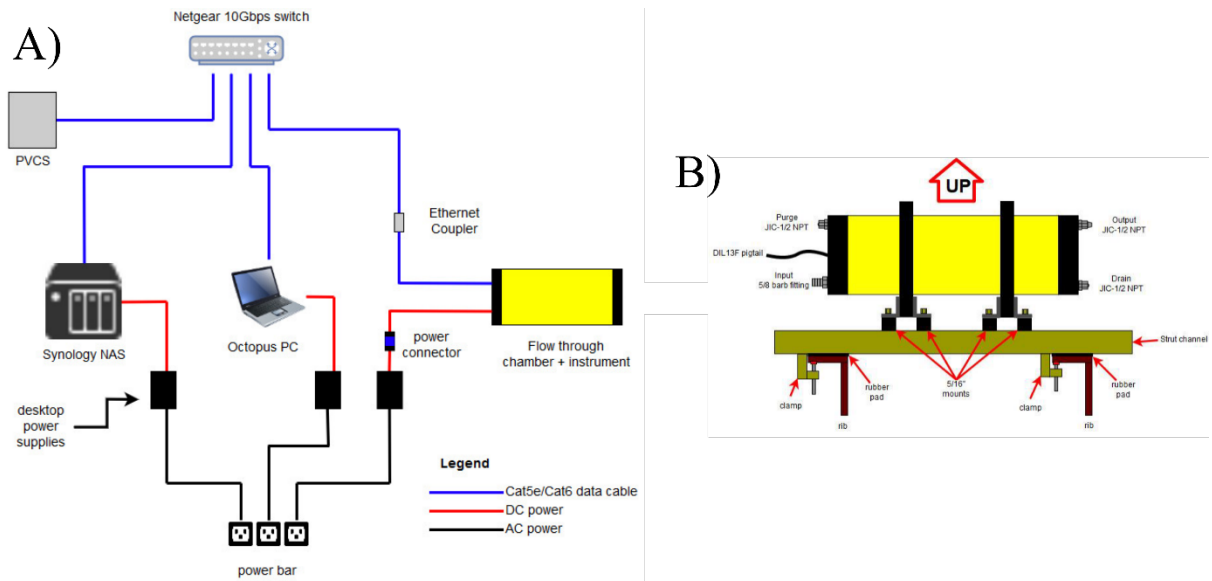 A)
Netgear 10Gbps switch
PVCS
Ethernet
Coupler
Synology NAS
Octopus PC
power
connector
Flow through
chamber + instrument
desktop
power
supplies
Legend
Cat5e/Cat6 data cable
DC power
AC power
power bar
B)
UP
Purge
JIC-1/2 NPT
Output
JIC-1/2 NPT
DIL13F pigtail
Input
5/8 barb fitting
Drain
JIC-1/2 NPT
Strut channel
clamp
rubber
pad
rib
5/16"
mounts
clamp
rubber
pad
rib